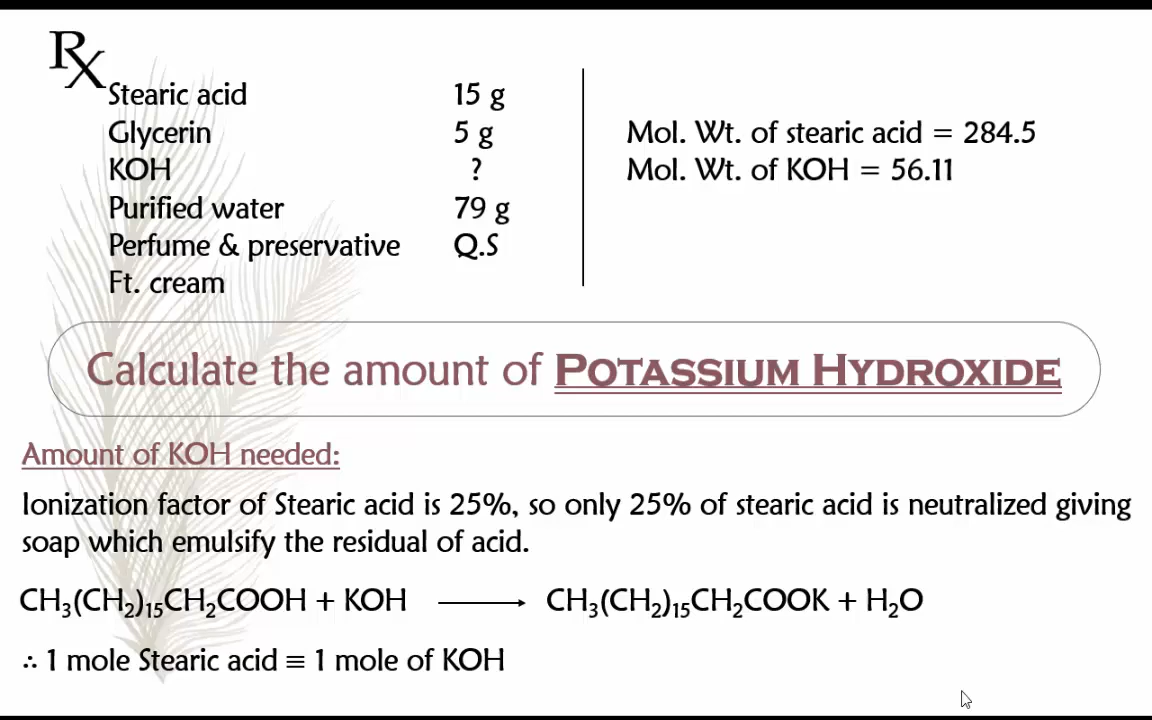 Rx
Stearic acid 15 g
Glycerin 5 g
KOH ?
Purified water 79 g
Perfume & preservative Q.S
Ft. cream
Mol. Wt. of stearic acid = 284.5
Mol. Wt. of KOH = 56.11
Calculate the amount of POTASSIUM HYDROXIDE
Amount of KOH needed:
Ionization factor of Stearic acid is 25%, so only 25% of stearic acid is neutralized giving
soap which emulsify the residual of acid.
CH₃(CH₂)₁₅CH₂COOH + KOH ⟶ CH₃(CH₂)₁₅CH₂COOK + H₂O
∴ 1 mole Stearic acid ≡ 1 mole of KOH